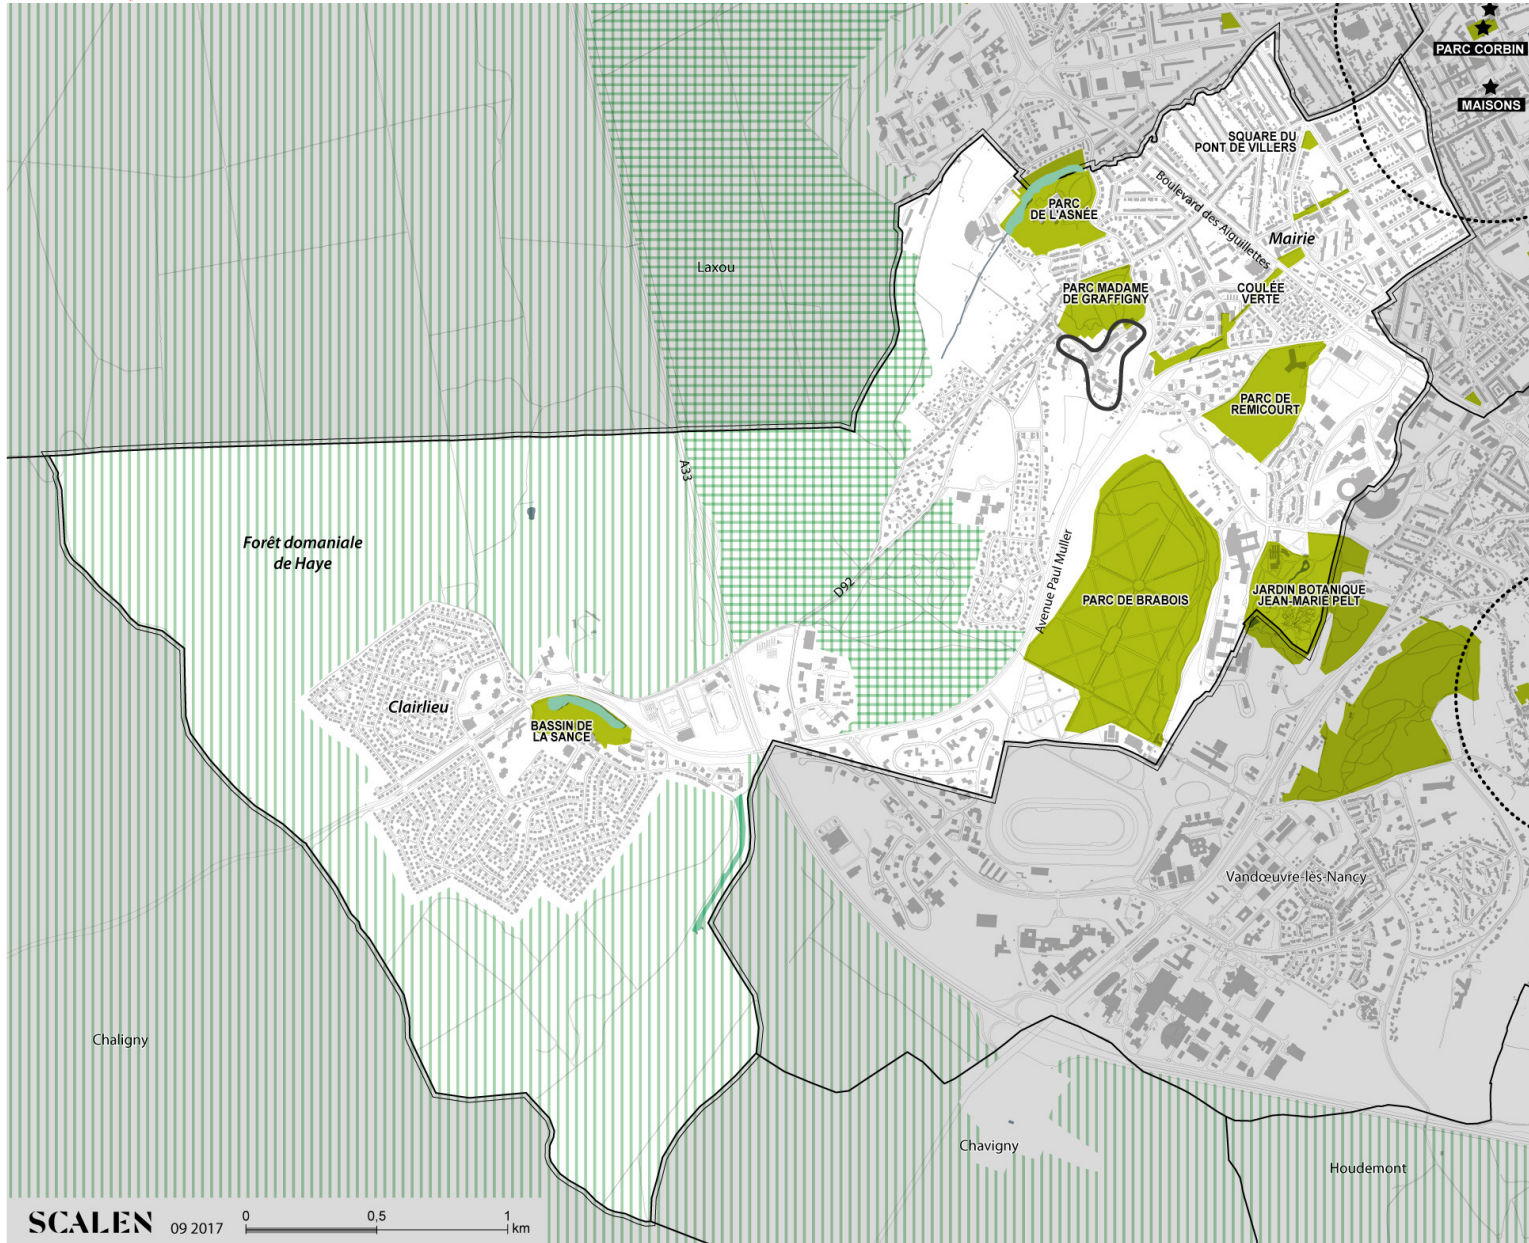 PARC CORBIN
MAISONS
SQUARE DU
PONT DE VILLERS
Boulevard des Aiguillettes
PARC
DE L'ASNÉE
Mairie
Laxou
PARC MADAME
DE GRAFFIGNY
COULÉE
VERTE
PARC DE
REMICOURT
A33
Forêt domaniale
de Haye
D92
Avenue Paul Muller
PARC DE BRABOIS
JARDIN BOTANIQUE
JEAN-MARIE PELT
Clairlieu
BASSIN DE
LA SANCE
Vandœuvre-lès-Nancy
Chaligny
Chavigny
Houdemont
SCALEN 09 2017
0 0,5 1
km